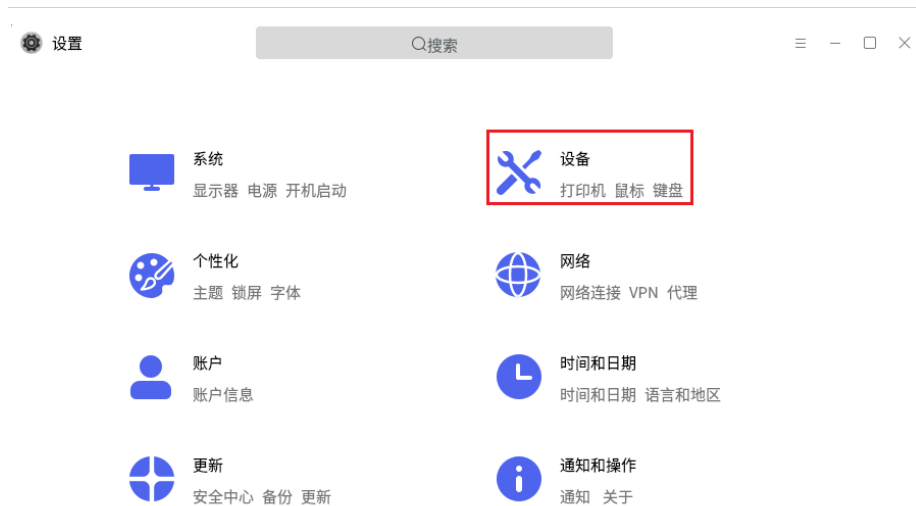 设置
搜索
系统
显示器 电源 开机启动
设备
打印机 鼠标 键盘
个性化
主题 锁屏 字体
网络
网络连接 VPN 代理
账户
账户信息
时间和日期
时间和日期 语言和地区
更新
安全中心 备份 更新
通知和操作
通知 关于